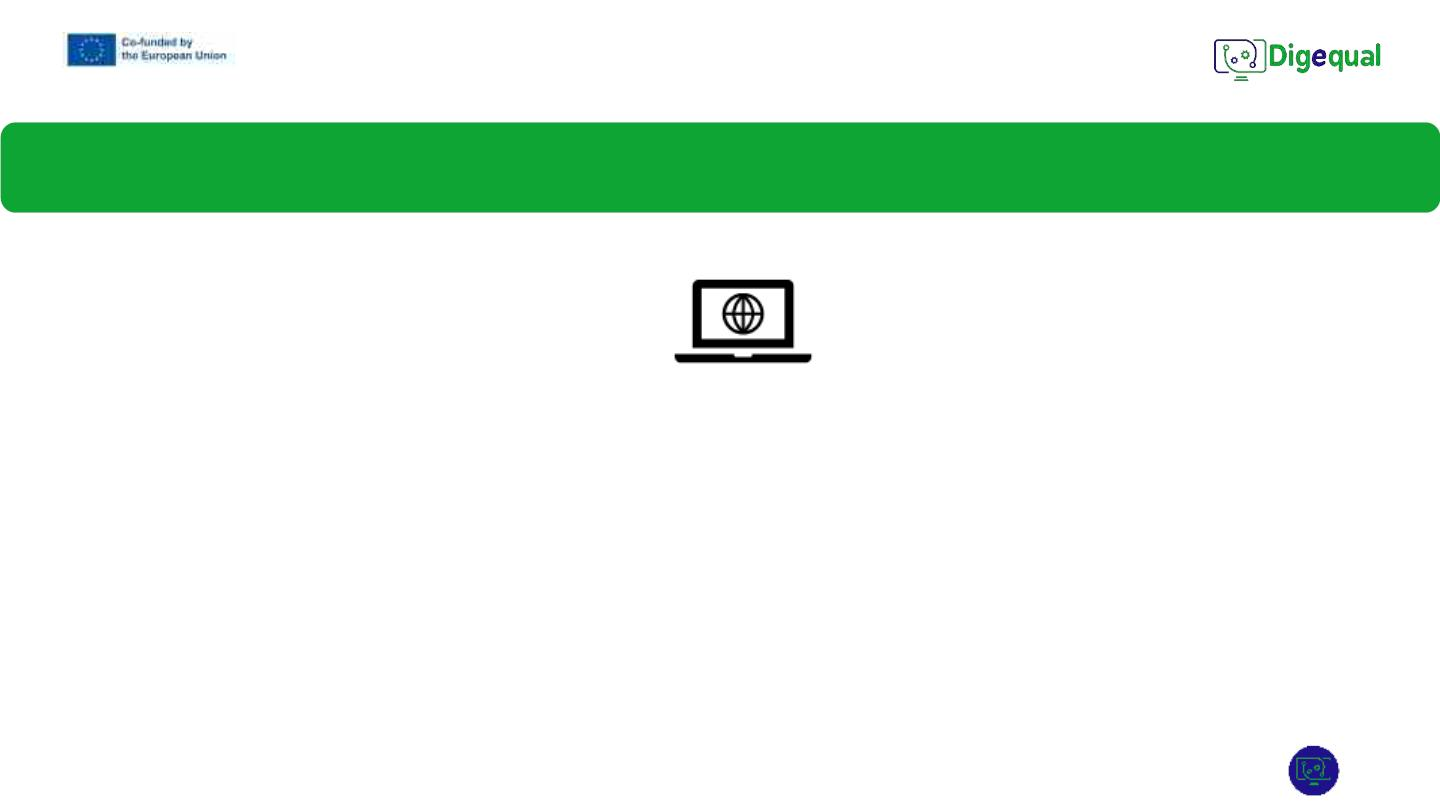 Co-funded by
the European Union
Digequal